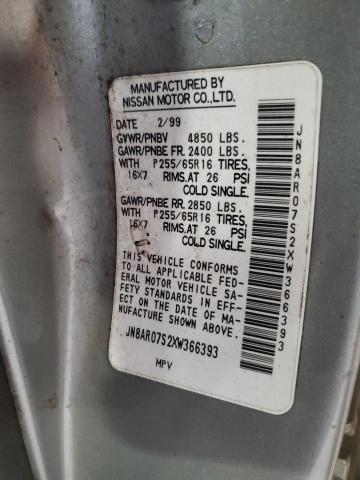 MANUFACTURED BY
NISSAN MOTOR CO., LTD.
DATE 2/99
GVWR/PNBV 4850 LBS.
GAWR/PNBE FR. 2400 LBS.
WITH P255/65R16 TIRES,
16X7 RIMS. AT 26 PSI
COLD SINGLE.
GAWR/PNBE RR. 2850 LBS.
WITH P255/65R16 TIRES,
16X7 RIMS. AT 26 PSI
COLD SINGLE.
THIS VEHICLE CONFORMS
TO ALL APPLICABLE FED-
ERAL MOTOR VEHICLE SA-
FETY STANDARDS IN EFF-
ECT ON THE DATE OF MA-
NUFACTURE SHOWN ABOVE.
JN8AR07S2XW366393
MPV
JN8AR07S2XW366393